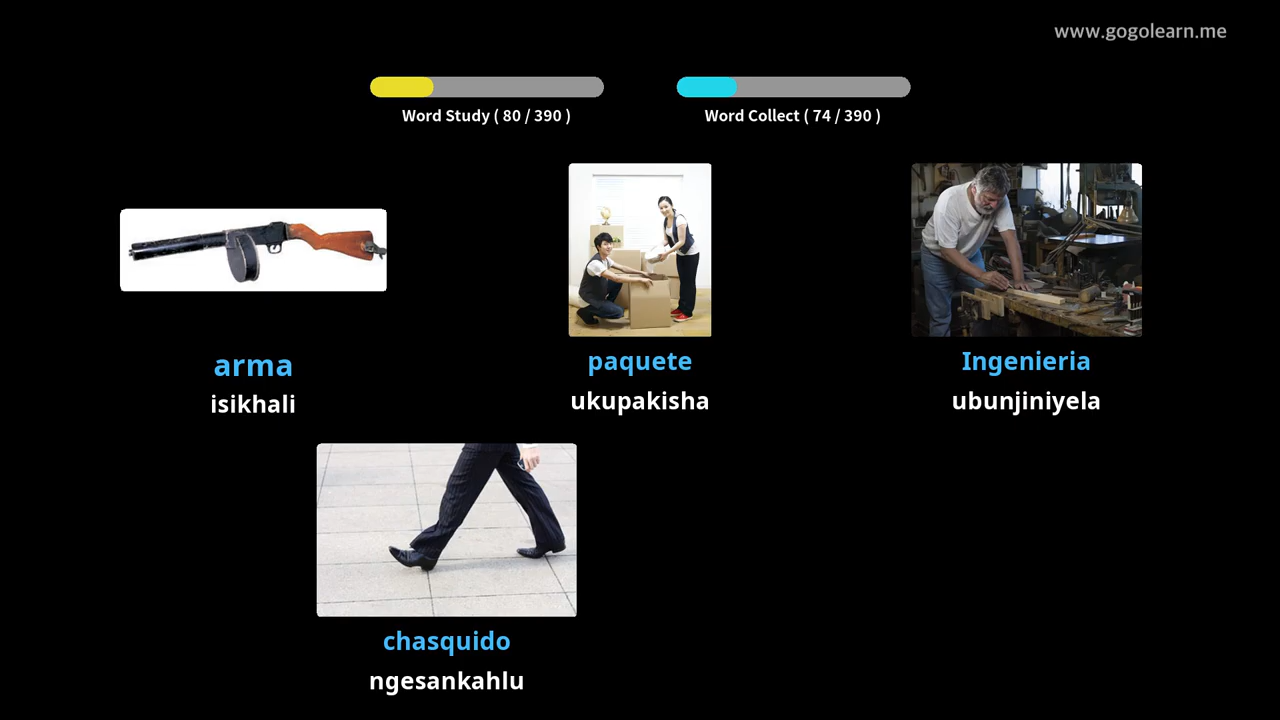 www.gogolearn.me
Word Study ( 80 / 390 )
Word Collect ( 74 / 390 )
arma
isikhali
paquete
ukupakisha
Ingenieria
ubunjiniyela
chasquido
ngesankahlu